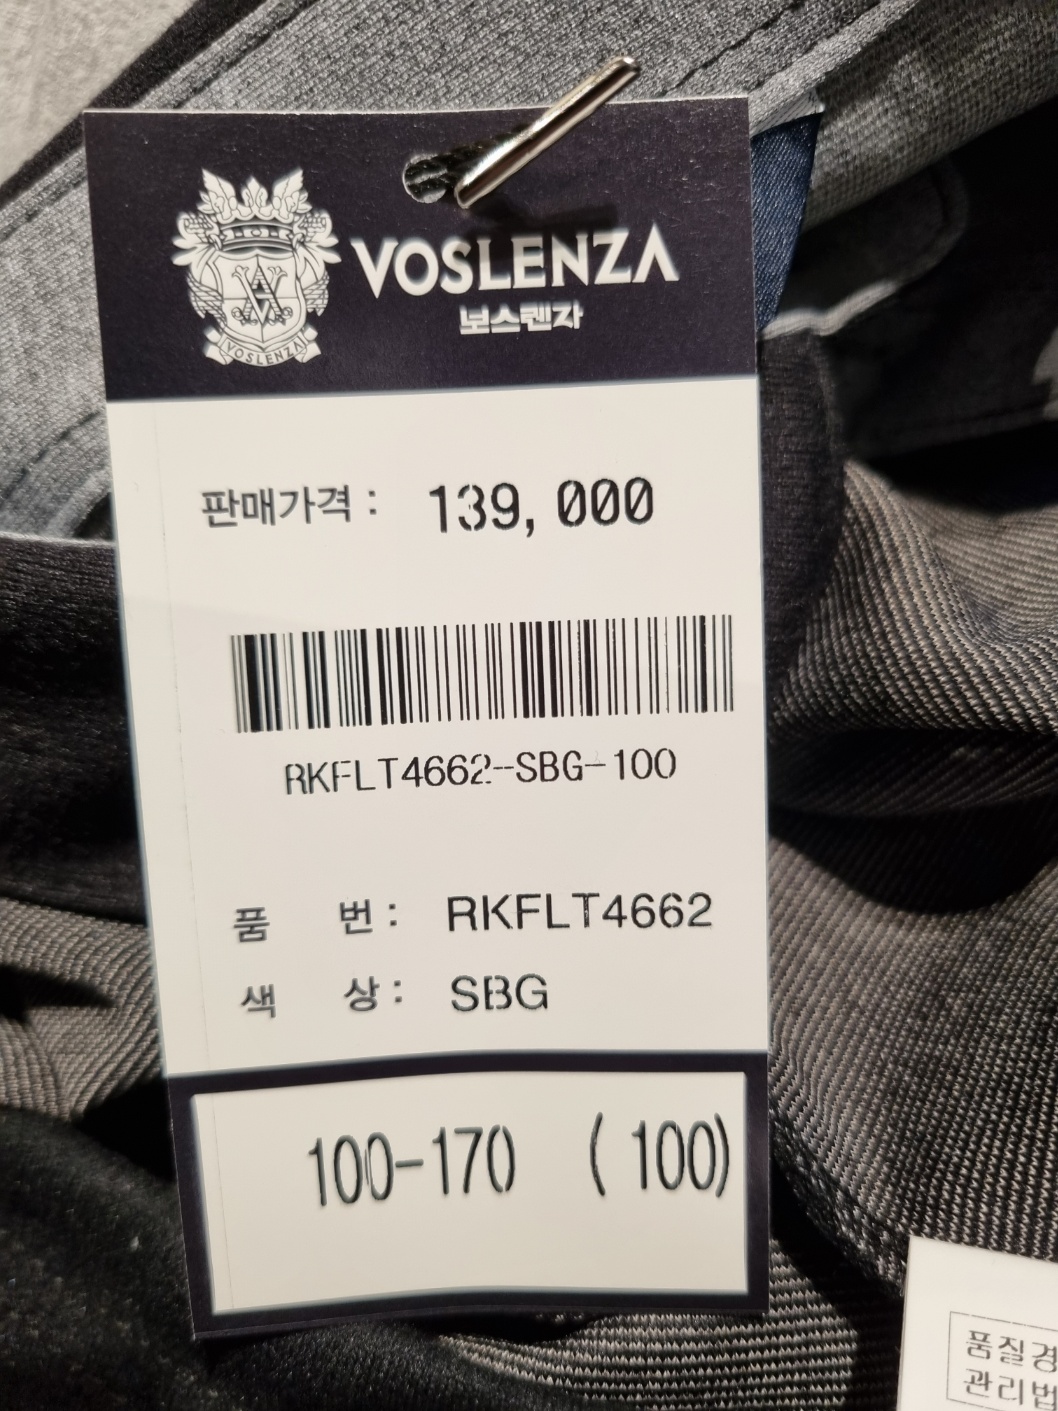 VOSLENZA
VOSLENZA
보스렌자
판매가격 : 139,000
RKFLT4662-SBG-100
품 번 : RKFLT4662
색 상 : SBG
100-170 ( 100)
품질경
관리법